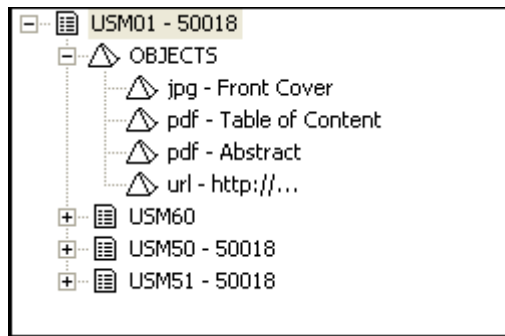 USM01 - 50018
OBJECTS
jpg - Front Cover
pdf - Table of Content
pdf - Abstract
url - http://...
USM60
USM50 - 50018
USM51 - 50018